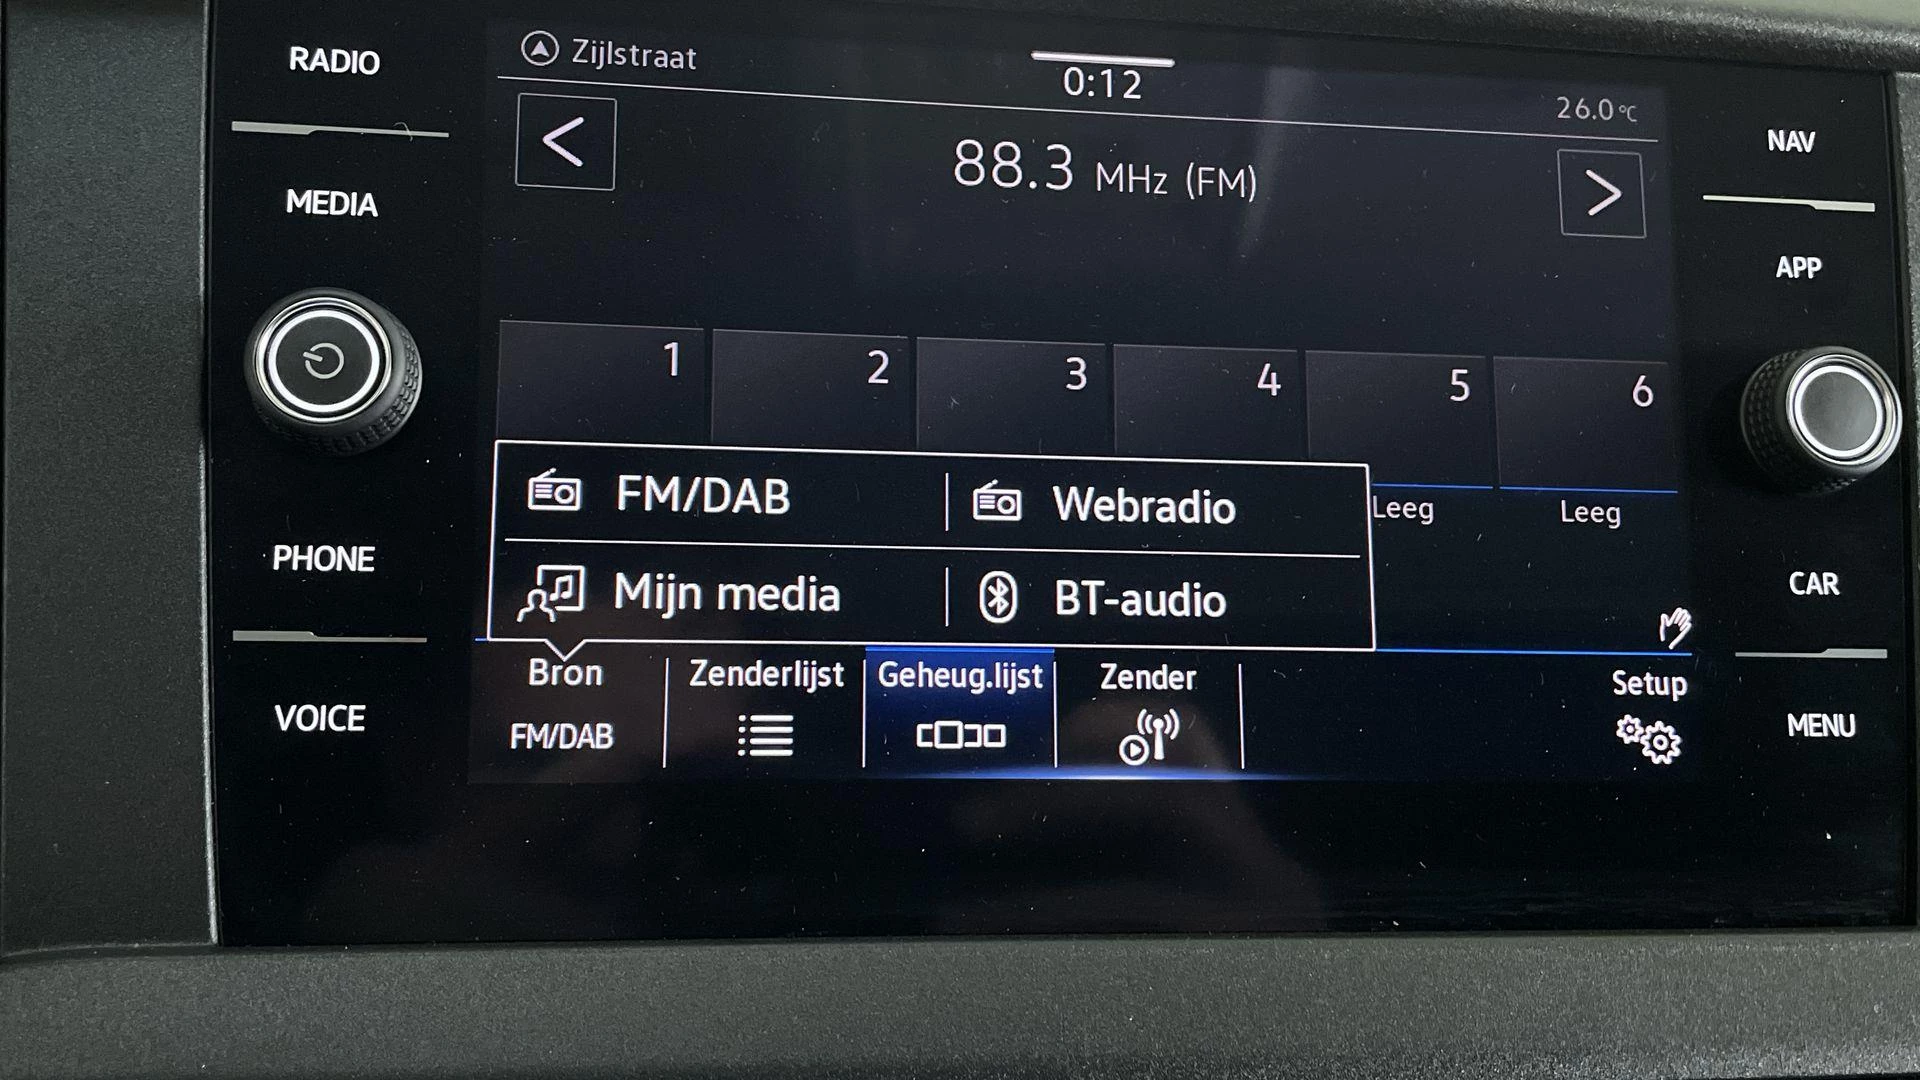 RADIO
MEDIA
PHONE
VOICE
Zijlstraat
0:12
26.0°C
88.3 MHz (FM)
1 2 3 4 5 6
FM/DAB Webradio
Leeg Leeg
Mijn media BT-audio
Bron Zenderlijst Geheug.lijst Zender Setup
FM/DAB
NAV
APP
CAR
MENU